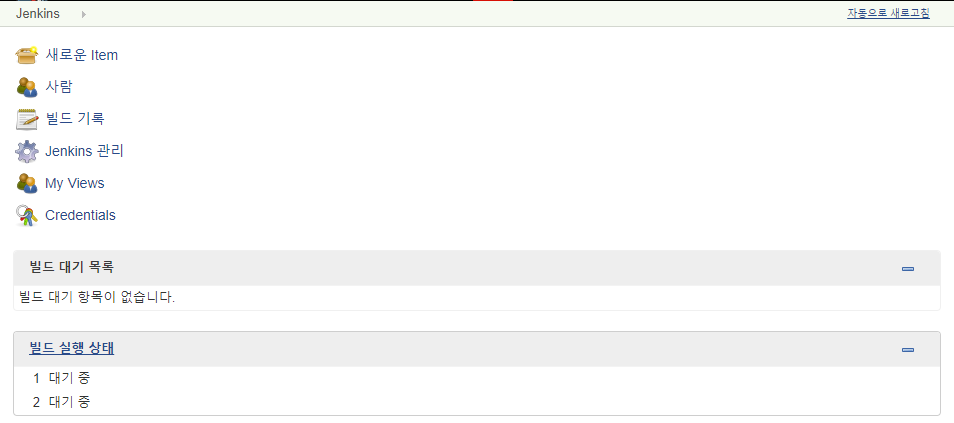 Jenkins 자동으로 새로고침
새로운 Item
사람
빌드 기록
Jenkins 관리
My Views
Credentials
빌드 대기 목록
빌드 대기 항목이 없습니다.
빌드 실행 상태
1 대기 중
2 대기 중